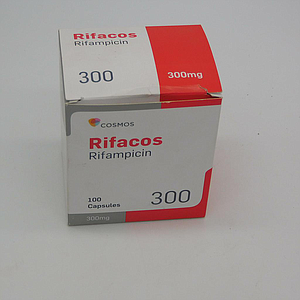 Rifacos
Rifampicin
300
300mg
COSMOS
Rifacos
Rifampicin
100
Capsules
300
300mg